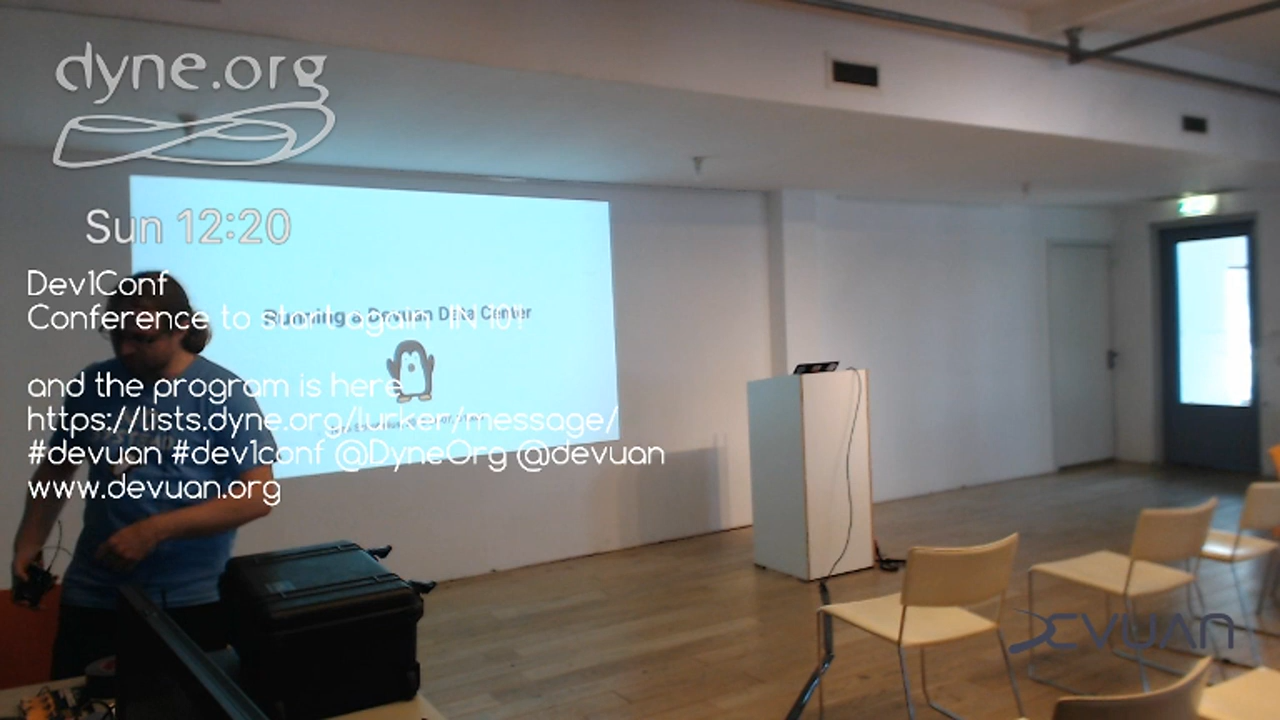 dyne.org
Sun 12:20
Dev1Conf
Conference to start again IN 10!!
Running a Devuan Data Center
and the program is here
https://lists.dyne.org/lurker/message/
#devuan #dev1conf @DyneOrg @devuan
www.devuan.org
DEVUAN